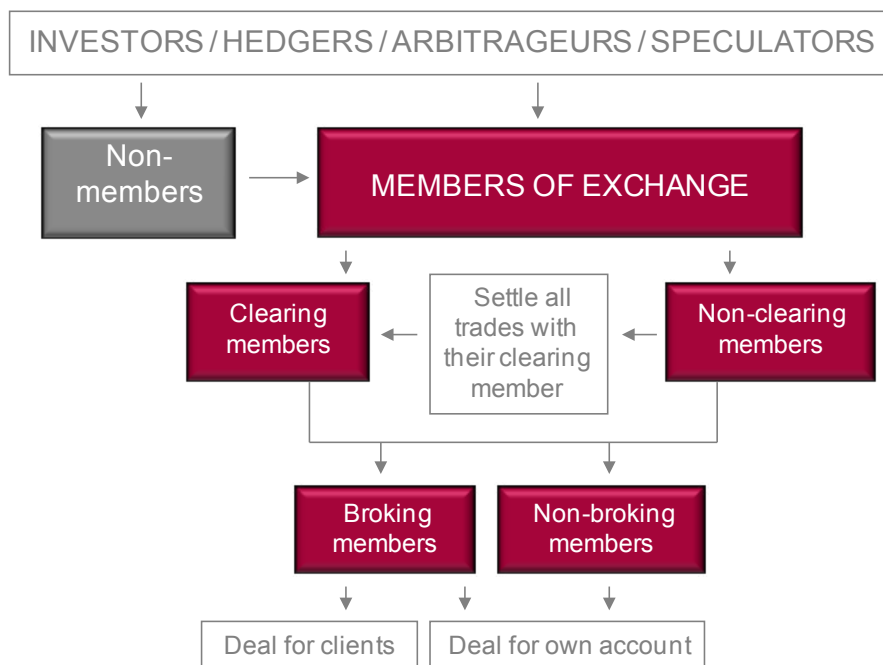 INVESTORS / HEDGERS / ARBITRAGEURS / SPECULATORS
Non-
members
MEMBERS OF EXCHANGE
Clearing
members
Settle all
trades with
their clearing
member
Non-clearing
members
Broking
members
Non-broking
members
Deal for clients
Deal for own account